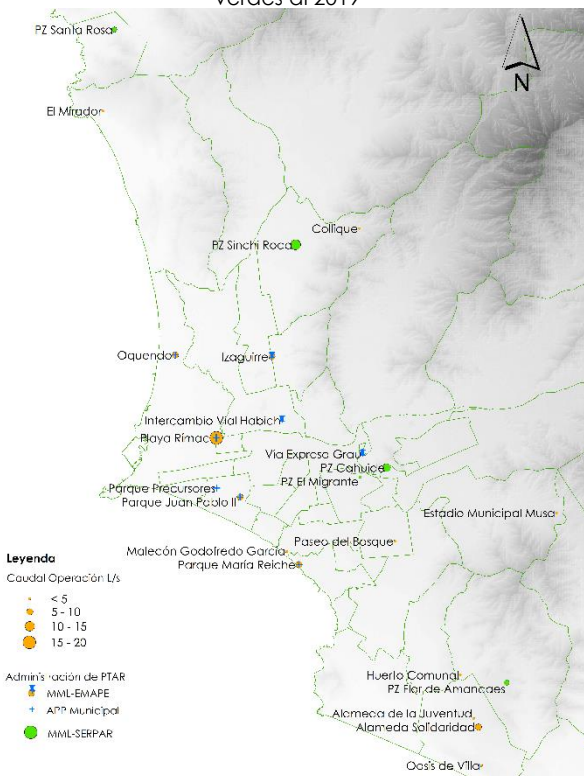 verdes al 2019
PZ Santa Rosa
N
El Mirador
Collique
PZ Sinchi Roca
Oquendo
Izaguirre
Intercambio Vial Habich
Playa Rímac
Vía Expresa Grau
PZ Cahuide
PZ El Migrante
Parque Precursores
Parque Juan Pablo II
Estadio Municipal Musa
Paseo del Bosque
Malecón Godofredo García
Parque María Reiche
Leyenda
Caudal Operación L/s
< 5
5 - 10
10 - 15
15 - 20
Huerto Comunal
PZ Flor de Amancaes
Administración de PTAR
MML-EMAPE
APP Municipal
Alameda de la Juventud
Alameda Solidaridad
MML-SERPAR
Oasis de Villa